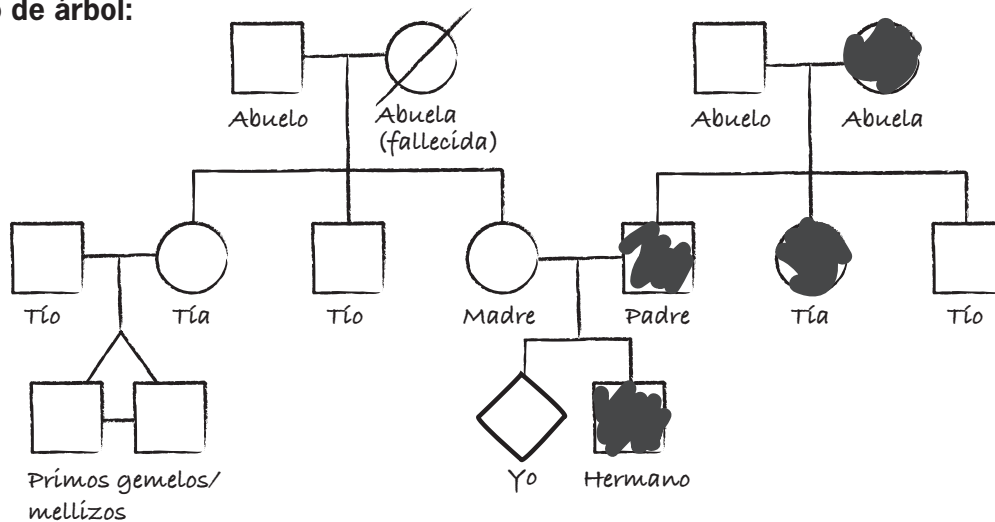 de árbol:
Abuelo
Abuela
(fallecida)
Abuelo
Abuela
Tío
Tía
Tío
Madre
Padre
Tía
Tío
Primos gemelos/
mellizos
Yo
Hermano